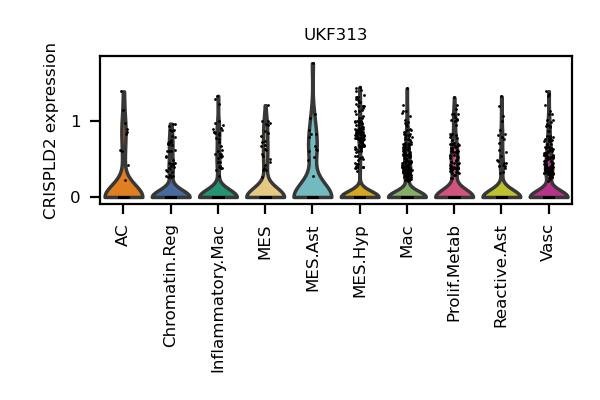 UKF313
CRISPLD2 expression
1
0
AC
Chromatin.Reg
Inflammatory.Mac
MES
MES.Ast
MES.Hyp
Mac
Prolif.Metab
Reactive.Ast
Vasc